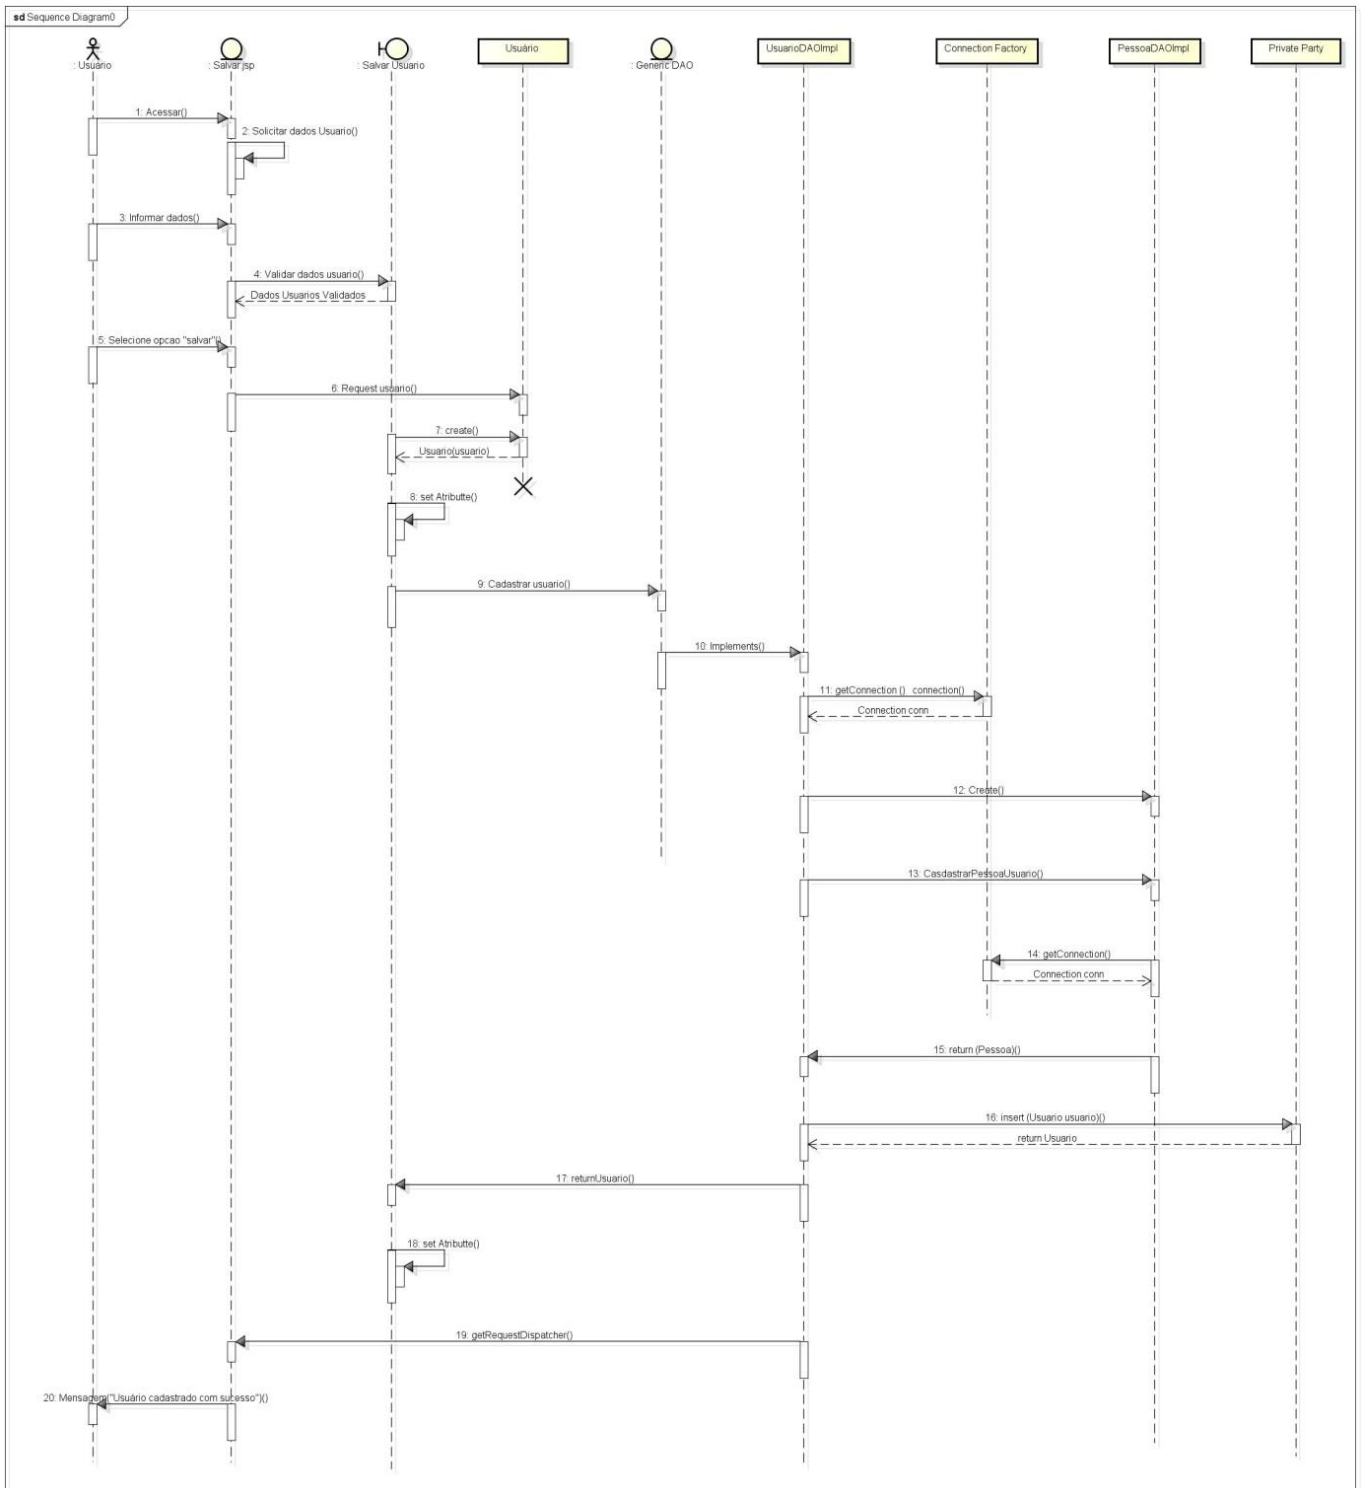 sd Sequence Diagram0
: Usuário
: Salvar jsp
: Salvar Usuario
Usuário
: Generic DAO
UsuarioDAOImpl
Connection Factory
PessoaDAOImpl
Private Party
1: Acessar()
2: Solicitar dados Usuario()
3: Informar dados()
4: Validar dados usuario()
Dados Usuarios Validados
5: Selecione opcao "salvar"()
6: Request usuario()
7: create()
Usuario(usuario)
8: set Atributte()
9: Cadastrar usuario()
10: Implements()
11: getConnection () connection()
Connection conn
12: Create()
13: CasdastrarPessoaUsuario()
14: getConnection()
Connection conn
15: return (Pessoa)()
16: insert (Usuario usuario)()
return Usuario
17: returnUsuario()
18: set Atributte()
19: getRequestDispatcher()
20: Mensagem("Usuário cadastrado com sucesso")()